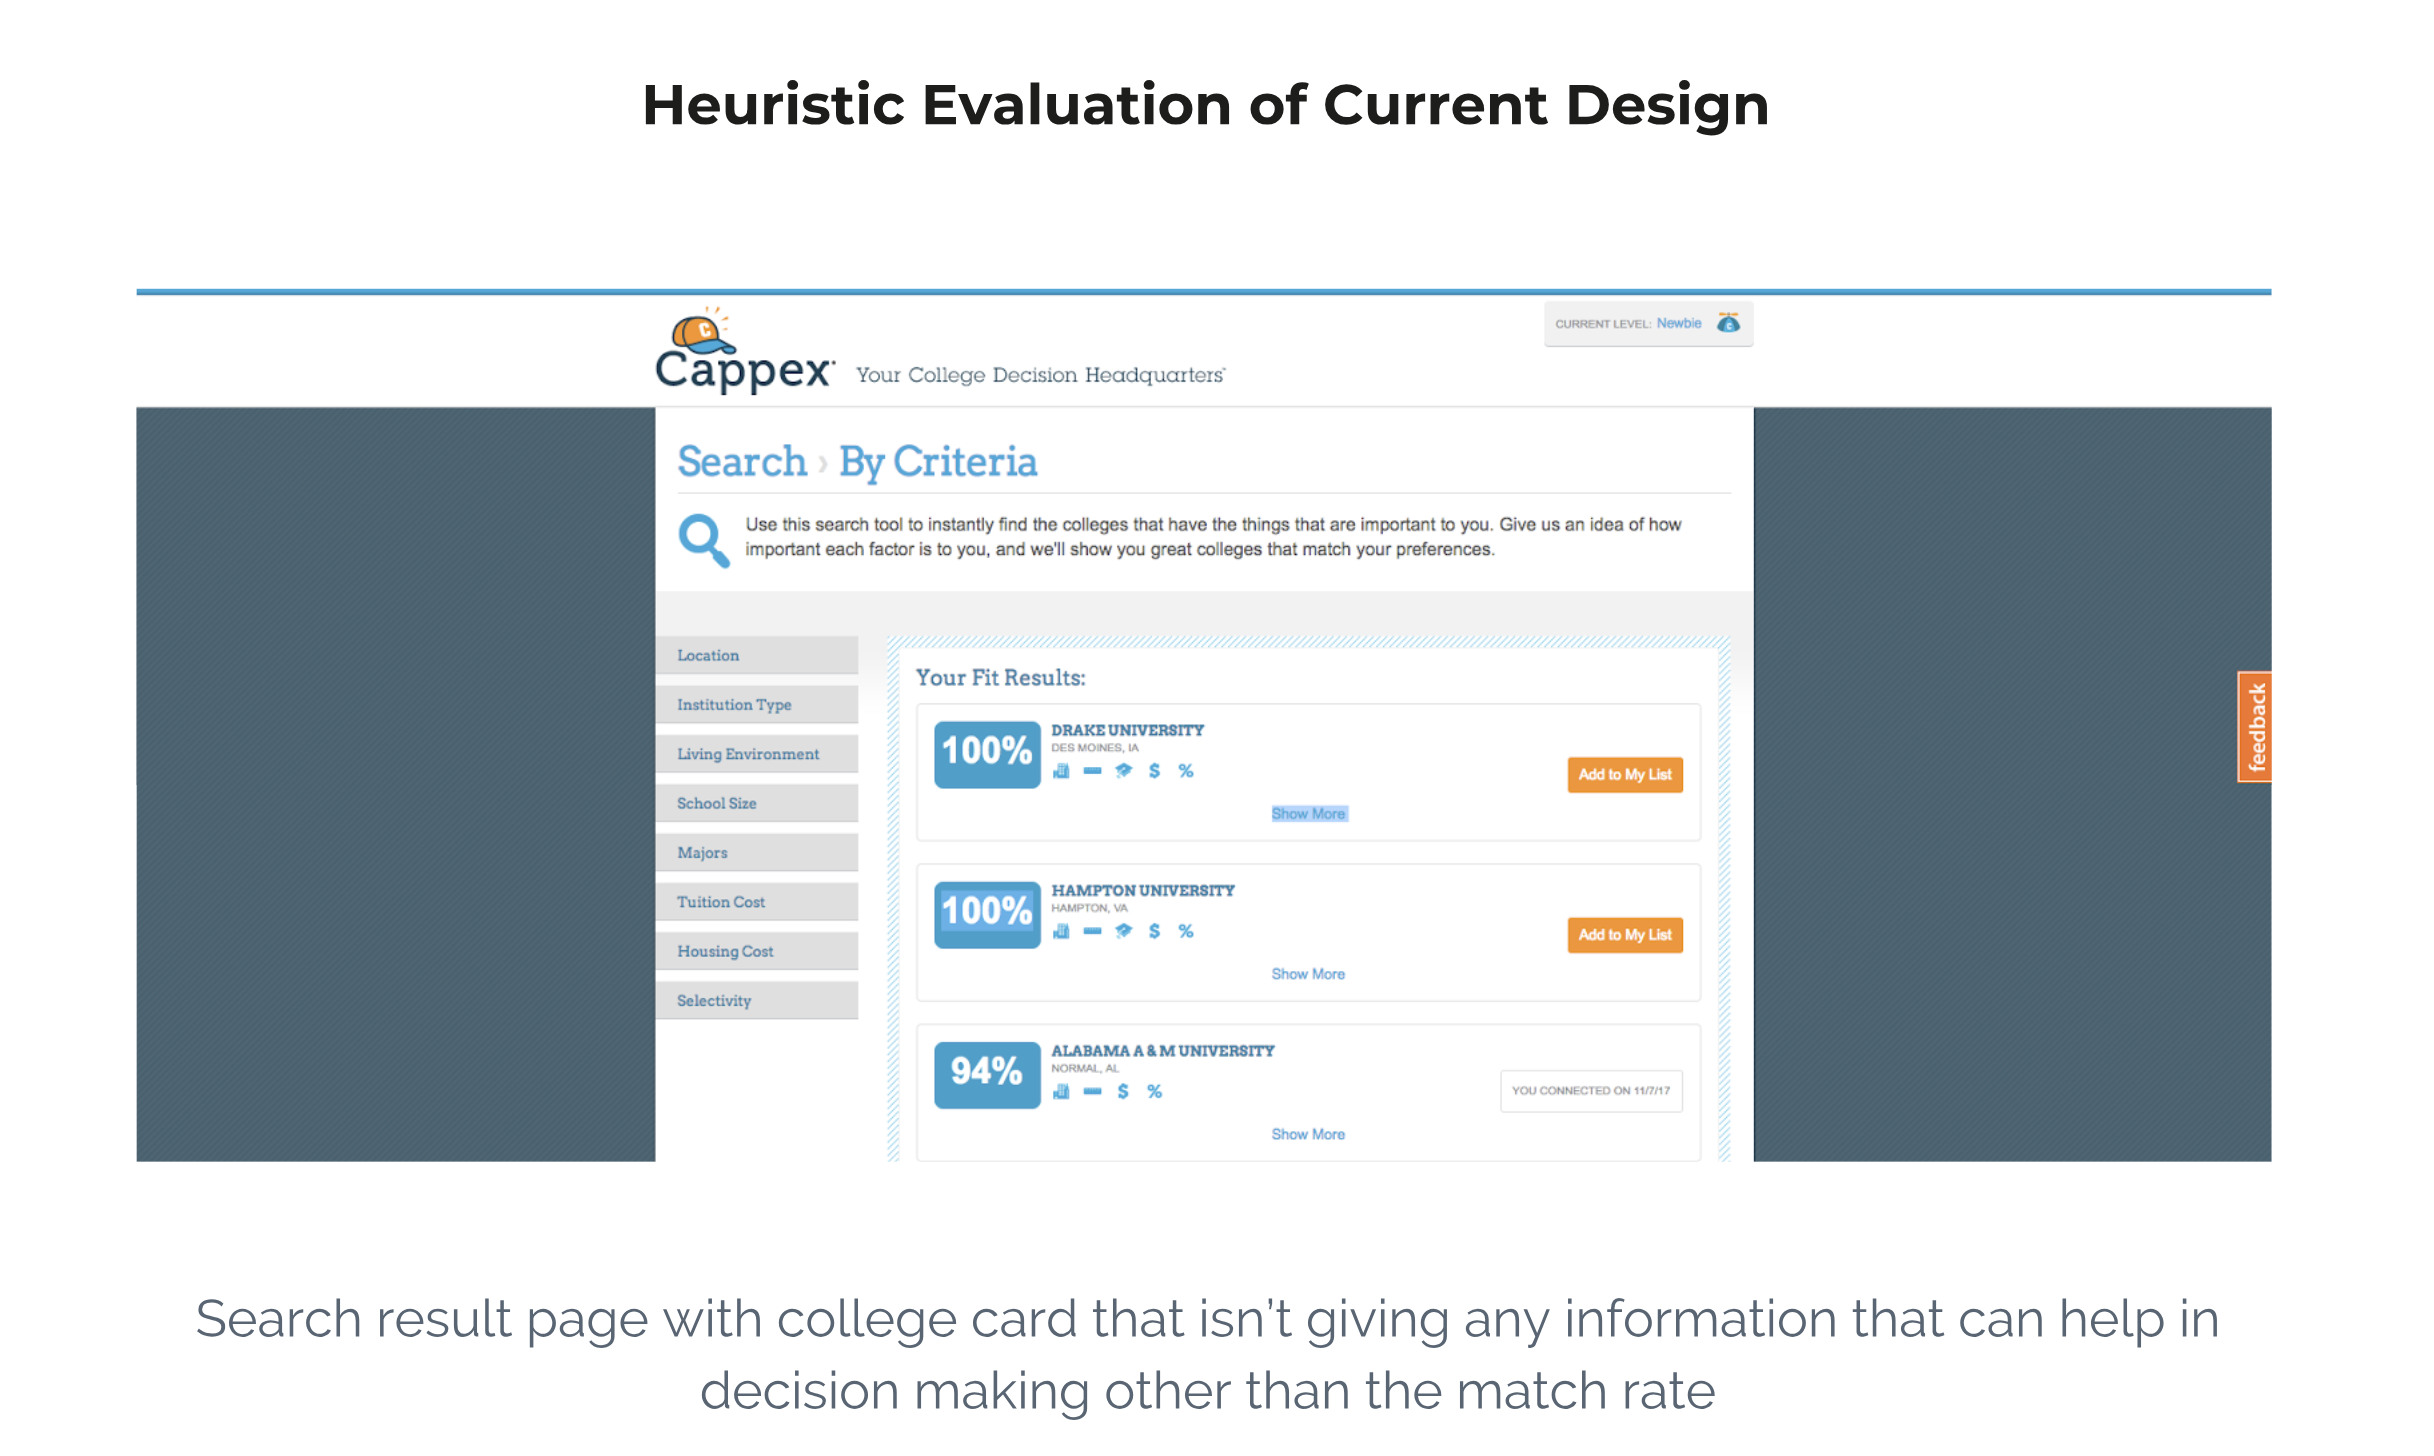 Heuristic Evaluation of Current Design
CURRENT LEVEL: Newbie
Cappex
Your College Decision Headquarters
Search › By Criteria
Use this search tool to instantly find the colleges that have the things that are important to you. Give us an idea of how
important each factor is to you, and we'll show you great colleges that match your preferences.
Location
Institution Type
Living Environment
School Size
Majors
Tuition Cost
Housing Cost
Selectivity
Your Fit Results:
100%
DRAKE UNIVERSITY
DES MOINES, IA
$ %
Add to My List
Show More
100%
HAMPTON UNIVERSITY
HAMPTON, VA
$ %
Add to My List
Show More
94%
ALABAMA A & M UNIVERSITY
NORMAL, AL
$ %
YOU CONNECTED ON 11/7/17
Show More
feedback
Search result page with college card that isn’t giving any information that can help in
decision making other than the match rate